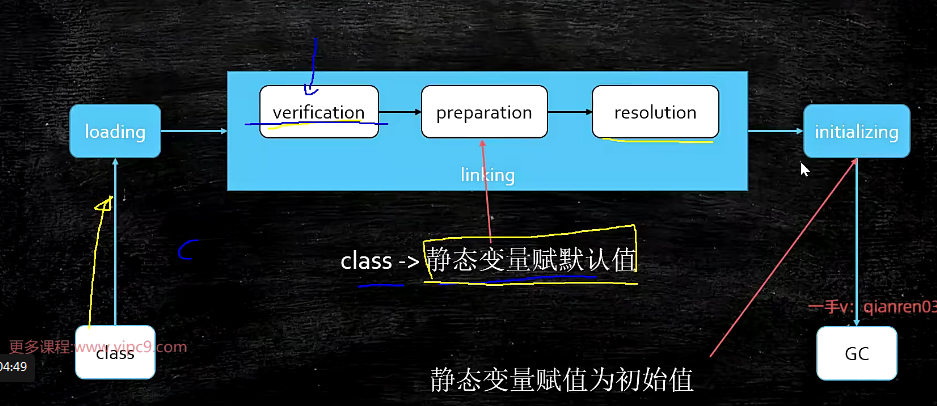 verification
preparation
resolution
loading
initializing
linking
class -> 静态变量赋默认值
一手v：qianren03
更多课程:www.yinc9.com
class
GC
04:49
静态变量赋值为初始值